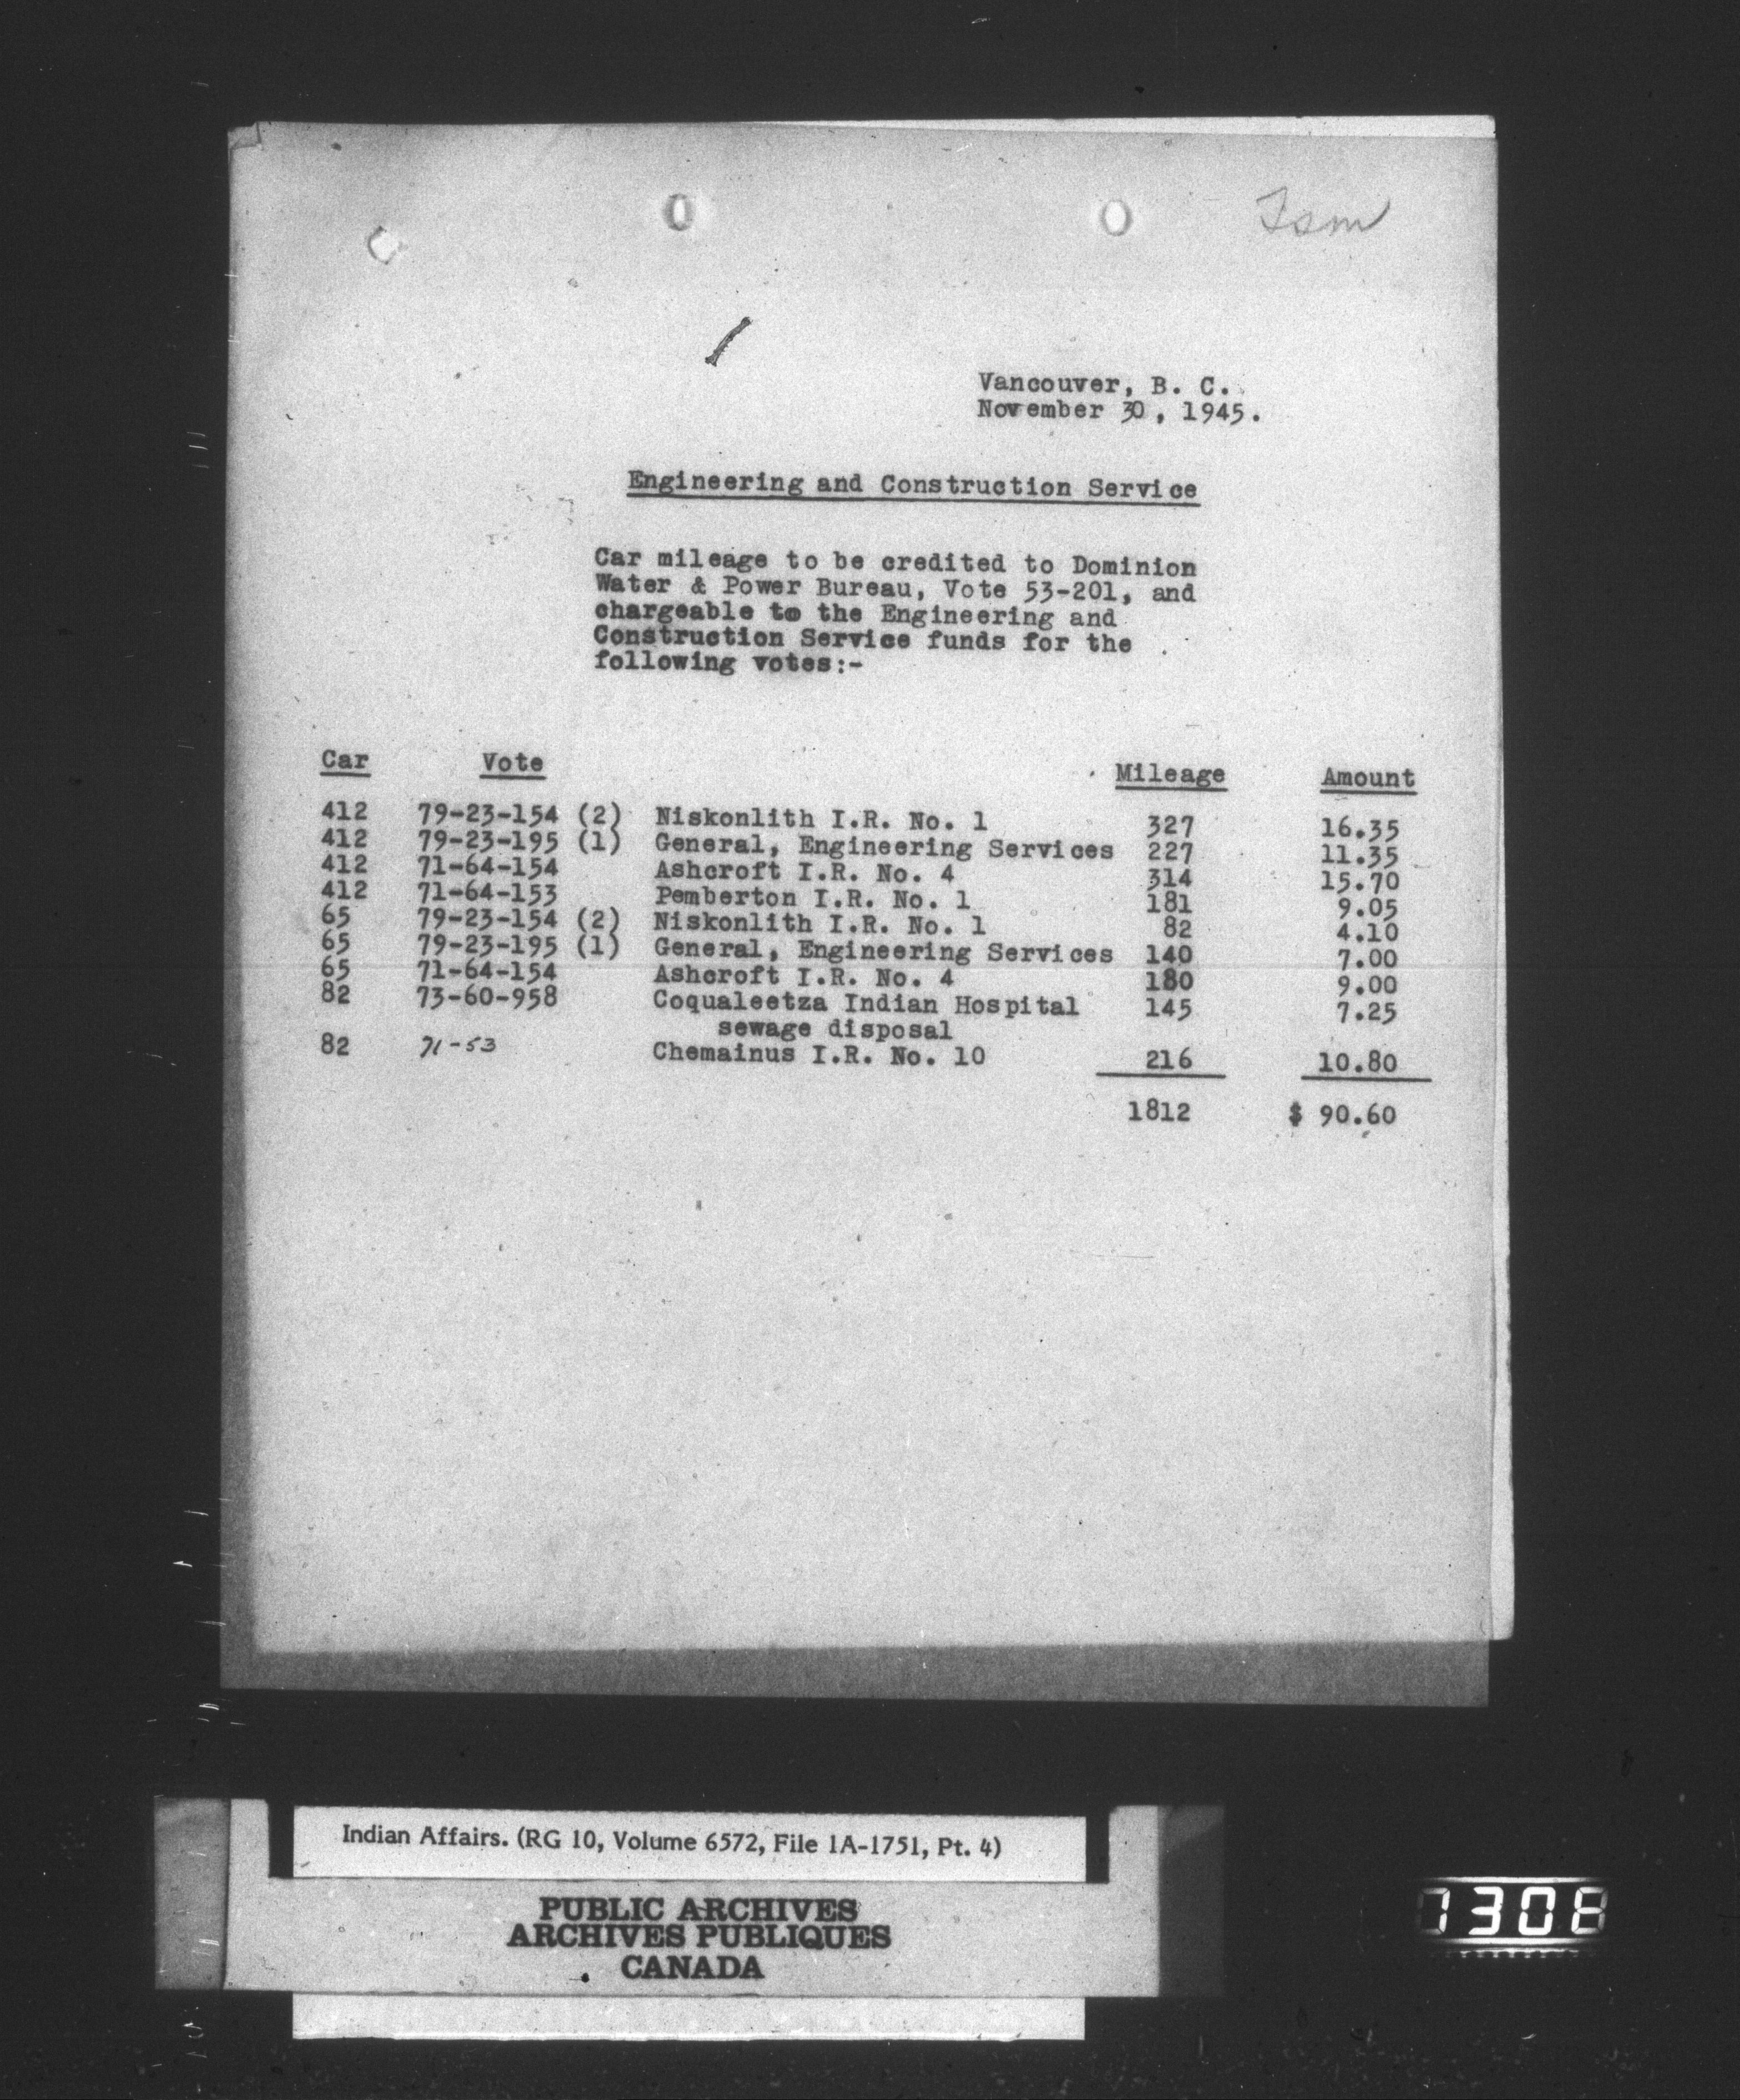 Vancouver, B. C.
November 30, 1945.
Engineering and Construction Service
Car mileage to be credited to Dominion
Water & Power Bureau, Vote 53-201, and
chargeable to the Engineering and
Construction Service funds for the
following votes:-
Car Vote Mileage Amount
412 79-23-154 (2) Niskonlith I.R. No. 1 327 16.35
412 79-23-195 (1) General, Engineering Services 227 11.35
412 71-64-154 Ashcroft I.R. No. 4 314 15.70
412 71-64-153 Pemberton I.R. No. 1 181 9.05
65 79-23-154 (2) Niskonlith I.R. No. 1 82 4.10
65 79-23-195 (1) General, Engineering Services 140 7.00
65 71-64-154 Ashcroft I.R. No. 4 180 9.00
82 73-60-958 Coqualeetza Indian Hospital 145 7.25
sewage disposal
82 71-53 Chemainus I.R. No. 10 216 10.80
1812 $ 90.60
Indian Affairs. (RG 10, Volume 6572, File 1A-1751, Pt. 4)
PUBLIC ARCHIVES
ARCHIVES PUBLIQUES
CANADA
7308